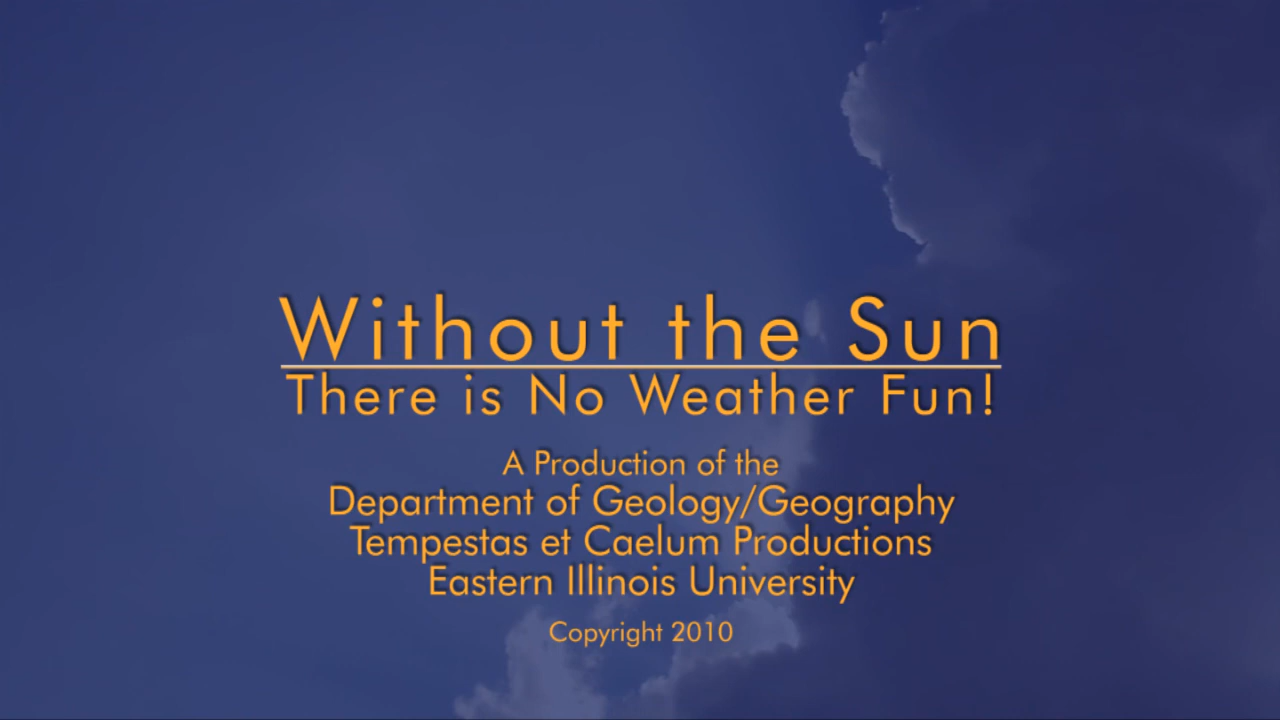 Without the Sun
There is No Weather Fun!
A Production of the
Department of Geology/Geography
Tempestas et Caelum Productions
Eastern Illinois University
Copyright 2010